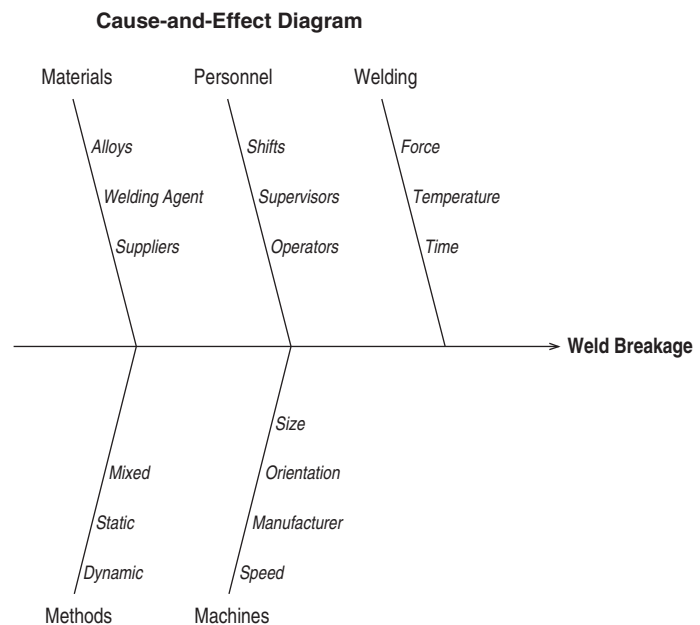 Cause-and-Effect Diagram
Materials
Personnel
Welding
Alloys
Shifts
Force
Welding Agent
Supervisors
Temperature
Suppliers
Operators
Time
Weld Breakage
Size
Mixed
Orientation
Static
Manufacturer
Dynamic
Speed
Methods
Machines